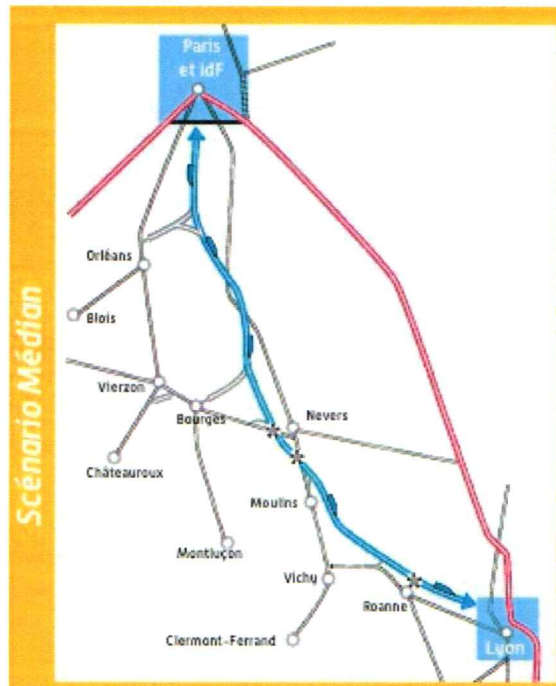 Scénario Médian
Paris
et IdF
Orléans
Blois
Vierzon
Bourges
Nevers
Châteauroux
Moulins
Montluçon
Vichy
Roanne
Clermont-Ferrand
Lyon